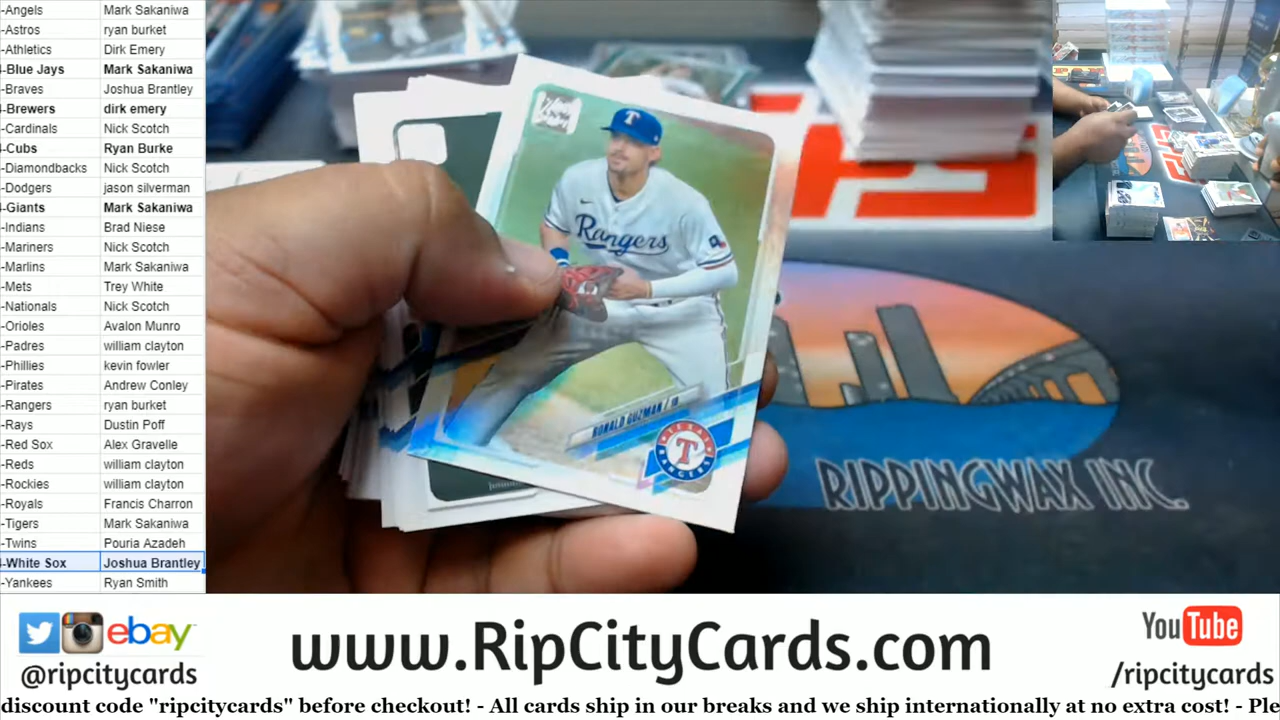 -Angels Mark Sakaniwa
-Astros ryan burket
-Athletics Dirk Emery
-Blue Jays Mark Sakaniwa
-Braves Joshua Brantley
-Brewers dirk emery
-Cardinals Nick Scotch
-Cubs Ryan Burke
-Diamondbacks Nick Scotch
-Dodgers jason silverman
-Giants Mark Sakaniwa
-Indians Brad Niese
-Mariners Nick Scotch
-Marlins Mark Sakaniwa
-Mets Trey White
-Nationals Nick Scotch
-Orioles Avalon Munro
-Padres william clayton
-Phillies kevin fowler
-Pirates Andrew Conley
-Rangers ryan burket
-Rays Dustin Poff
-Red Sox Alex Gravelle
-Reds william clayton
-Rockies william clayton
-Royals Francis Charron
-Tigers Mark Sakaniwa
-Twins Pouria Azadeh
-White Sox Joshua Brantley
-Yankees Ryan Smith
T
Rangers
RONALD GUZMAN / 1B
TEXAS
T
RANGERS
RIPPINGWAX INC.
ebay
@ripcitycards
www.RipCityCards.com
YouTube
/ripcitycards
discount code "ripcitycards" before checkout! - All cards ship in our breaks and we ship internationally at no extra cost! - Ple